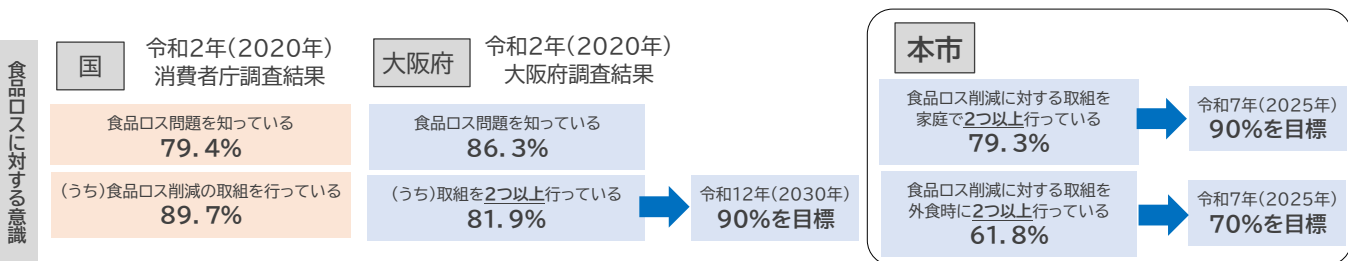 食品ロスに対する意識
国
令和2年(2020年)
消費者庁調査結果
食品ロス問題を知っている
79.4%
(うち)食品ロス削減の取組を行っている
89.7%
大阪府
令和2年(2020年)
大阪府調査結果
食品ロス問題を知っている
86.3%
(うち)取組を2つ以上行っている
81.9%
令和12年(2030年)
90%を目標
本市
食品ロス削減に対する取組を
家庭で2つ以上行っている
79.3%
令和7年(2025年)
90%を目標
食品ロス削減に対する取組を
外食時に2つ以上行っている
61.8%
令和7年(2025年)
70%を目標